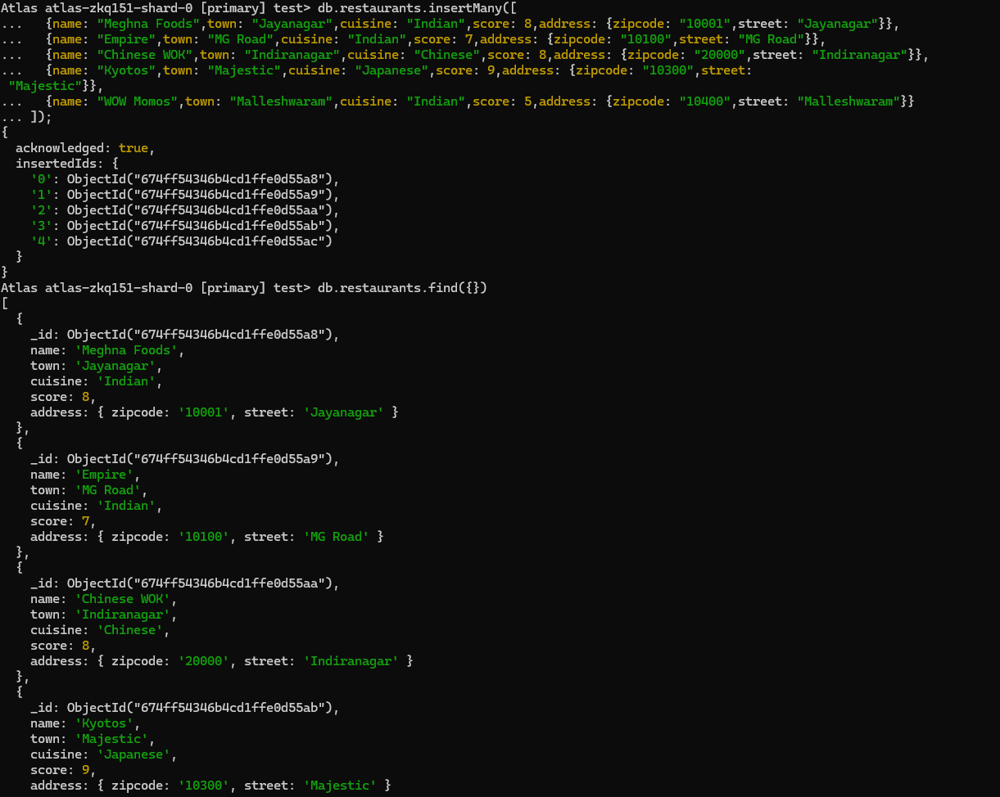 Atlas atlas-zkq151-shard-0 [primary] test> db.restaurants.insertMany([
...   {name: "Meghna Foods",town: "Jayanagar",cuisine: "Indian",score: 8,address: {zipcode: "10001",street: "Jayanagar"}},
...   {name: "Empire",town: "MG Road",cuisine: "Indian",score: 7,address: {zipcode: "10100",street: "MG Road"}},
...   {name: "Chinese WOK",town: "Indiranagar",cuisine: "Chinese",score: 8,address: {zipcode: "20000",street: "Indiranagar"}},
...   {name: "Kyotos",town: "Majestic",cuisine: "Japanese",score: 9,address: {zipcode: "10300",street:
 "Majestic"}},
...   {name: "WOW Momos",town: "Malleshwaram",cuisine: "Indian",score: 5,address: {zipcode: "10400",street: "Malleshwaram"}}
... ]);
{
  acknowledged: true,
  insertedIds: {
    '0': ObjectId("674ff54346b4cd1ffe0d55a8"),
    '1': ObjectId("674ff54346b4cd1ffe0d55a9"),
    '2': ObjectId("674ff54346b4cd1ffe0d55aa"),
    '3': ObjectId("674ff54346b4cd1ffe0d55ab"),
    '4': ObjectId("674ff54346b4cd1ffe0d55ac")
  }
}
Atlas atlas-zkq151-shard-0 [primary] test> db.restaurants.find({})
[
  {
    _id: ObjectId("674ff54346b4cd1ffe0d55a8"),
    name: 'Meghna Foods',
    town: 'Jayanagar',
    cuisine: 'Indian',
    score: 8,
    address: { zipcode: '10001', street: 'Jayanagar' }
  },
  {
    _id: ObjectId("674ff54346b4cd1ffe0d55a9"),
    name: 'Empire',
    town: 'MG Road',
    cuisine: 'Indian',
    score: 7,
    address: { zipcode: '10100', street: 'MG Road' }
  },
  {
    _id: ObjectId("674ff54346b4cd1ffe0d55aa"),
    name: 'Chinese WOK',
    town: 'Indiranagar',
    cuisine: 'Chinese',
    score: 8,
    address: { zipcode: '20000', street: 'Indiranagar' }
  },
  {
    _id: ObjectId("674ff54346b4cd1ffe0d55ab"),
    name: 'Kyotos',
    town: 'Majestic',
    cuisine: 'Japanese',
    score: 9,
    address: { zipcode: '10300', street: 'Majestic' }